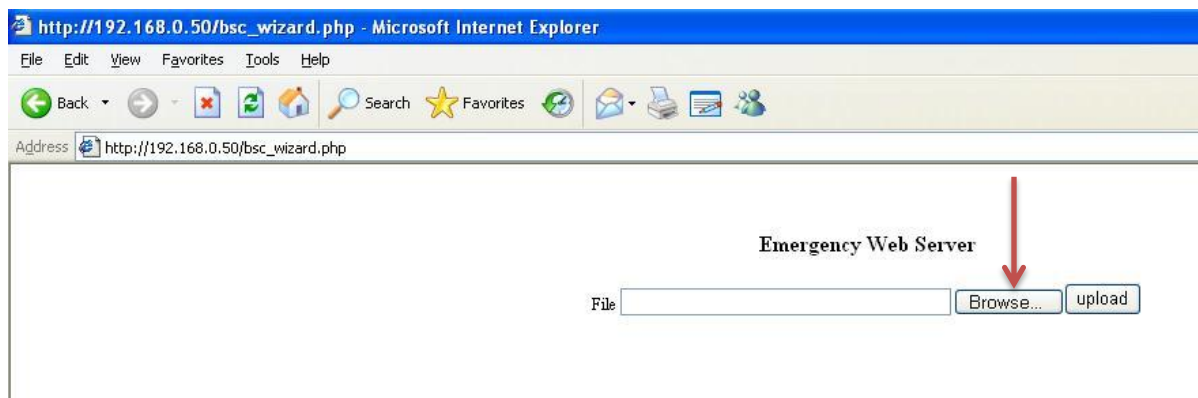 http://192.168.0.50/bsc_wizard.php - Microsoft Internet Explorer
File Edit View Favorites Tools Help
Back Search Favorites
Address http://192.168.0.50/bsc_wizard.php
Emergency Web Server
File Browse... upload